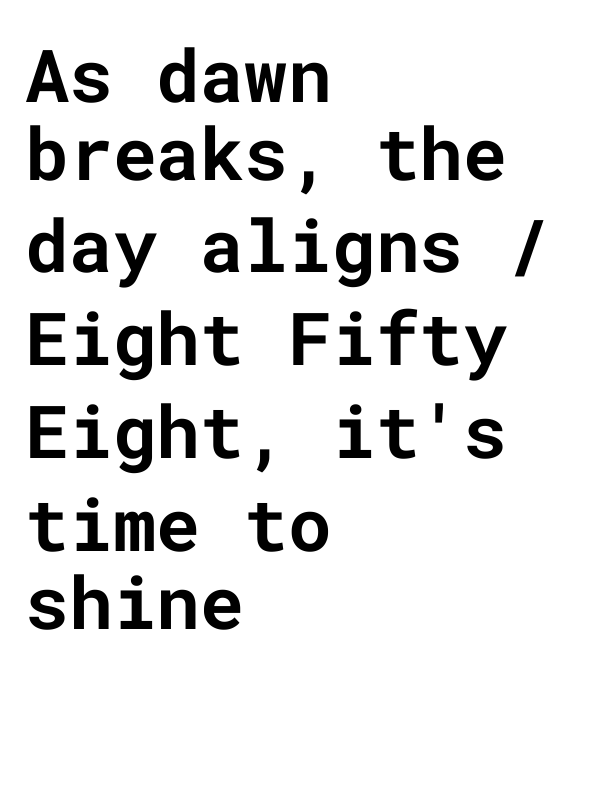 As dawn
breaks, the
day aligns /
Eight Fifty
Eight, it's
time to
shine